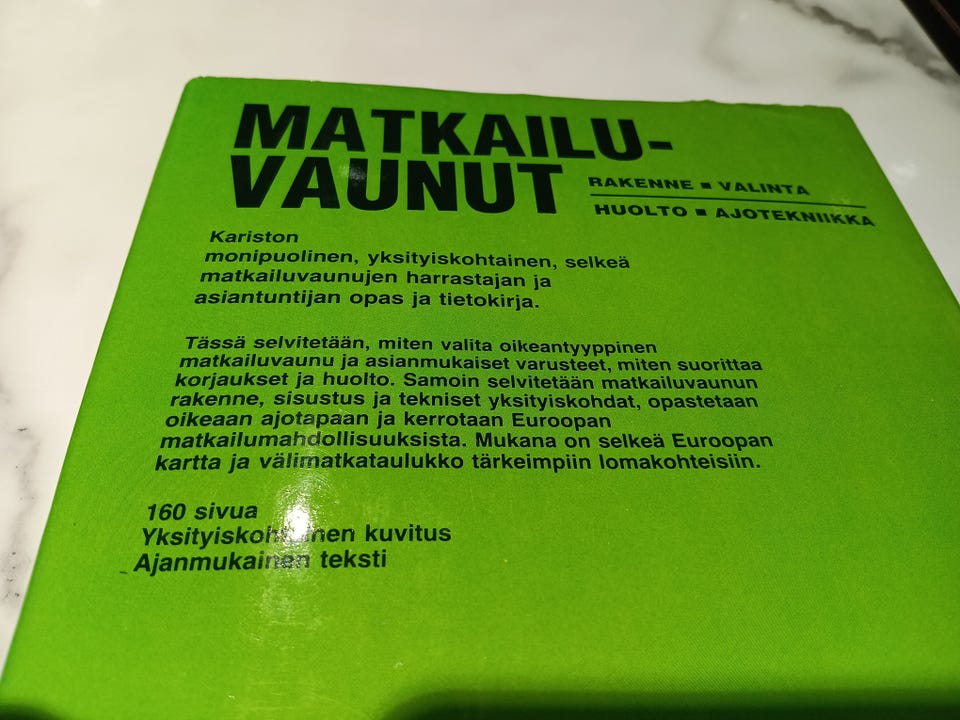 MATKAILU-
VAUNUT
RAKENNE ■ VALINTA
HUOLTO ■ AJOTEKNIIKKA
Kariston
monipuolinen, yksityiskohtainen, selkeä
matkailuvaunujen harrastajan ja
asiantuntijan opas ja tietokirja.
Tässä selvitetään, miten valita oikeantyyppinen
matkailuvaunu ja asianmukaiset varusteet, miten suorittaa
korjaukset ja huolto. Samoin selvitetään matkailuvaunun
rakenne, sisustus ja tekniset yksityiskohdat, opastetaan
oikeaan ajotapaan ja kerrotaan Euroopan
matkailumahdollisuuksista. Mukana on selkeä Euroopan
kartta ja välimatkataulukko tärkeimpiin lomakohteisiin.
160 sivua
Yksityiskohtainen kuvitus
Ajanmukainen teksti